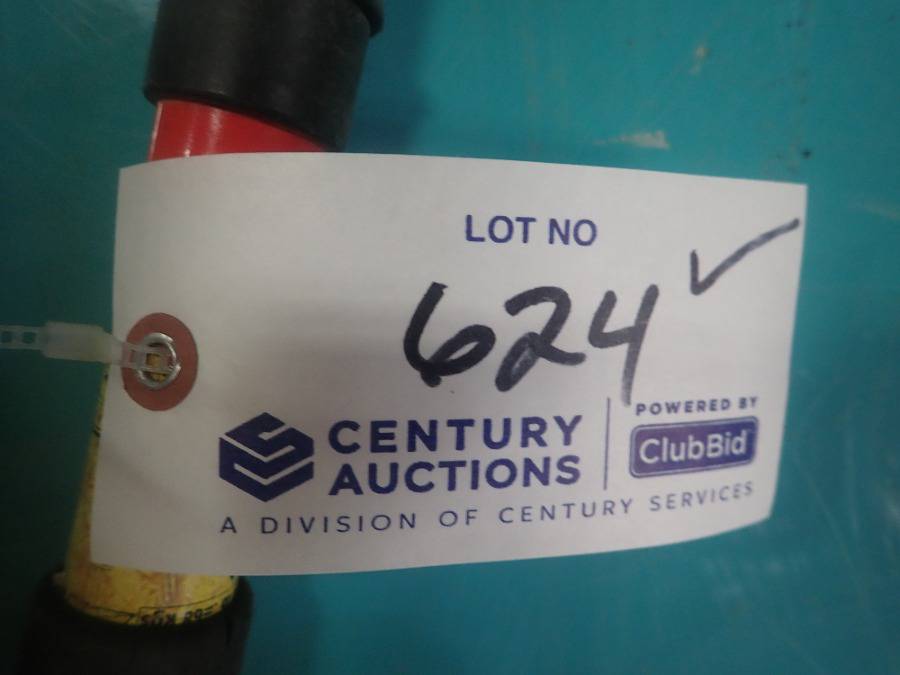 LOT NO
624
CENTURY
AUCTIONS
POWERED BY
ClubBid
A DIVISION OF CENTURY SERVICES